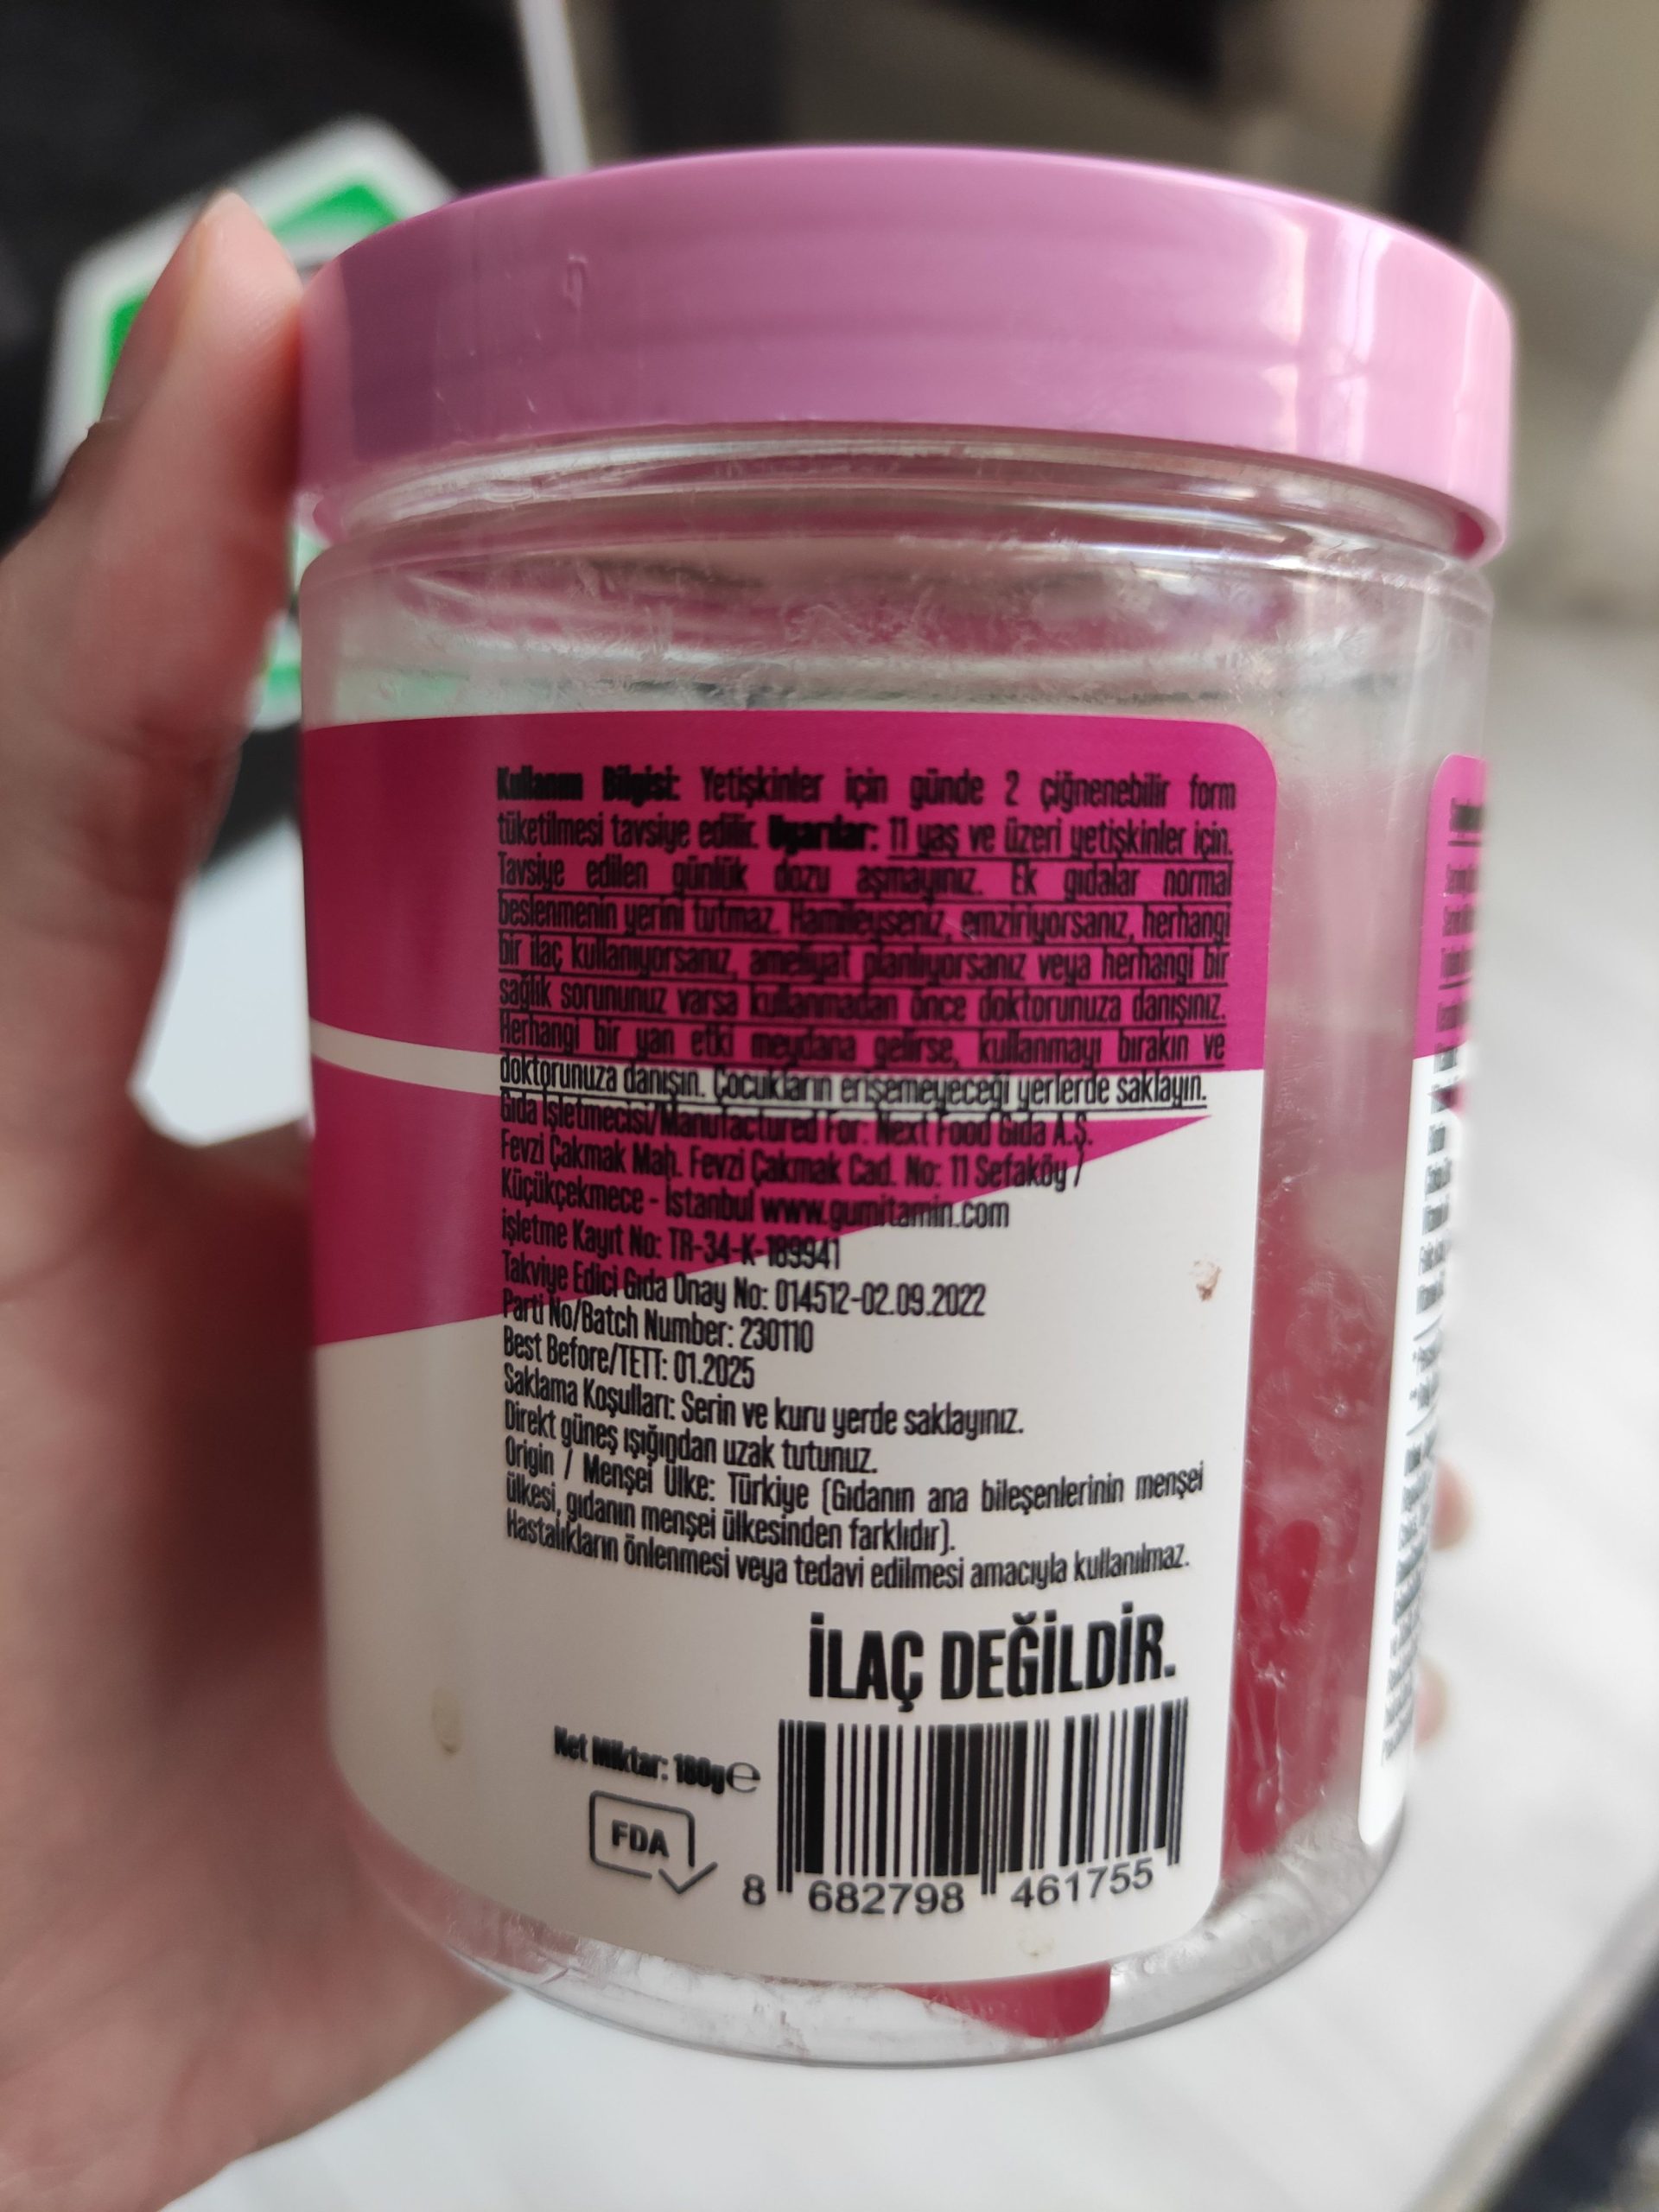 Kullanım Bilgisi: Yetişkinler için günde 2 çiğnenebilir form
tüketilmesi tavsiye edilir. Uyarılar: 11 yaş ve üzeri yetişkinler için.
Tavsiye edilen günlük dozu aşmayınız. Ek gıdalar normal
beslenmenin yerini tutmaz. Hamileyseniz, emziriyorsanız, herhangi
bir ilaç kullanıyorsanız, ameliyat planlıyorsanız veya herhangi bir
sağlık sorununuz varsa kullanmadan önce doktorunuza danışınız.
Herhangi bir yan etki meydana gelirse, kullanmayı bırakın ve
doktorunuza danışın. Çocukların erişemeyeceği yerlerde saklayın.
Gıda İşletmecisi/Manufactured For: Next Food Gıda A.Ş.
Fevzi Çakmak Mah. Fevzi Çakmak Cad. No: 11 Sefaköy /
Küçükçekmece - İstanbul www.gumitamin.com
işletme Kayıt No: TR-34-K-189941
Takviye Edici Gıda Onay No: 014512-02.09.2022
Parti No/Batch Number: 230110
Best Before/TETT: 01.2025
Saklama Koşulları: Serin ve kuru yerde saklayınız.
Direkt güneş ışığından uzak tutunuz.
Origin / Menşei Ülke: Türkiye (Gıdanın ana bileşenlerinin menşei
ülkesi, gıdanın menşei ülkesinden farklıdır).
Hastalıkların önlenmesi veya tedavi edilmesi amacıyla kullanılmaz.
İLAÇ DEĞİLDİR.
Net Miktar: 180g℮
FDA
8 682798 461755